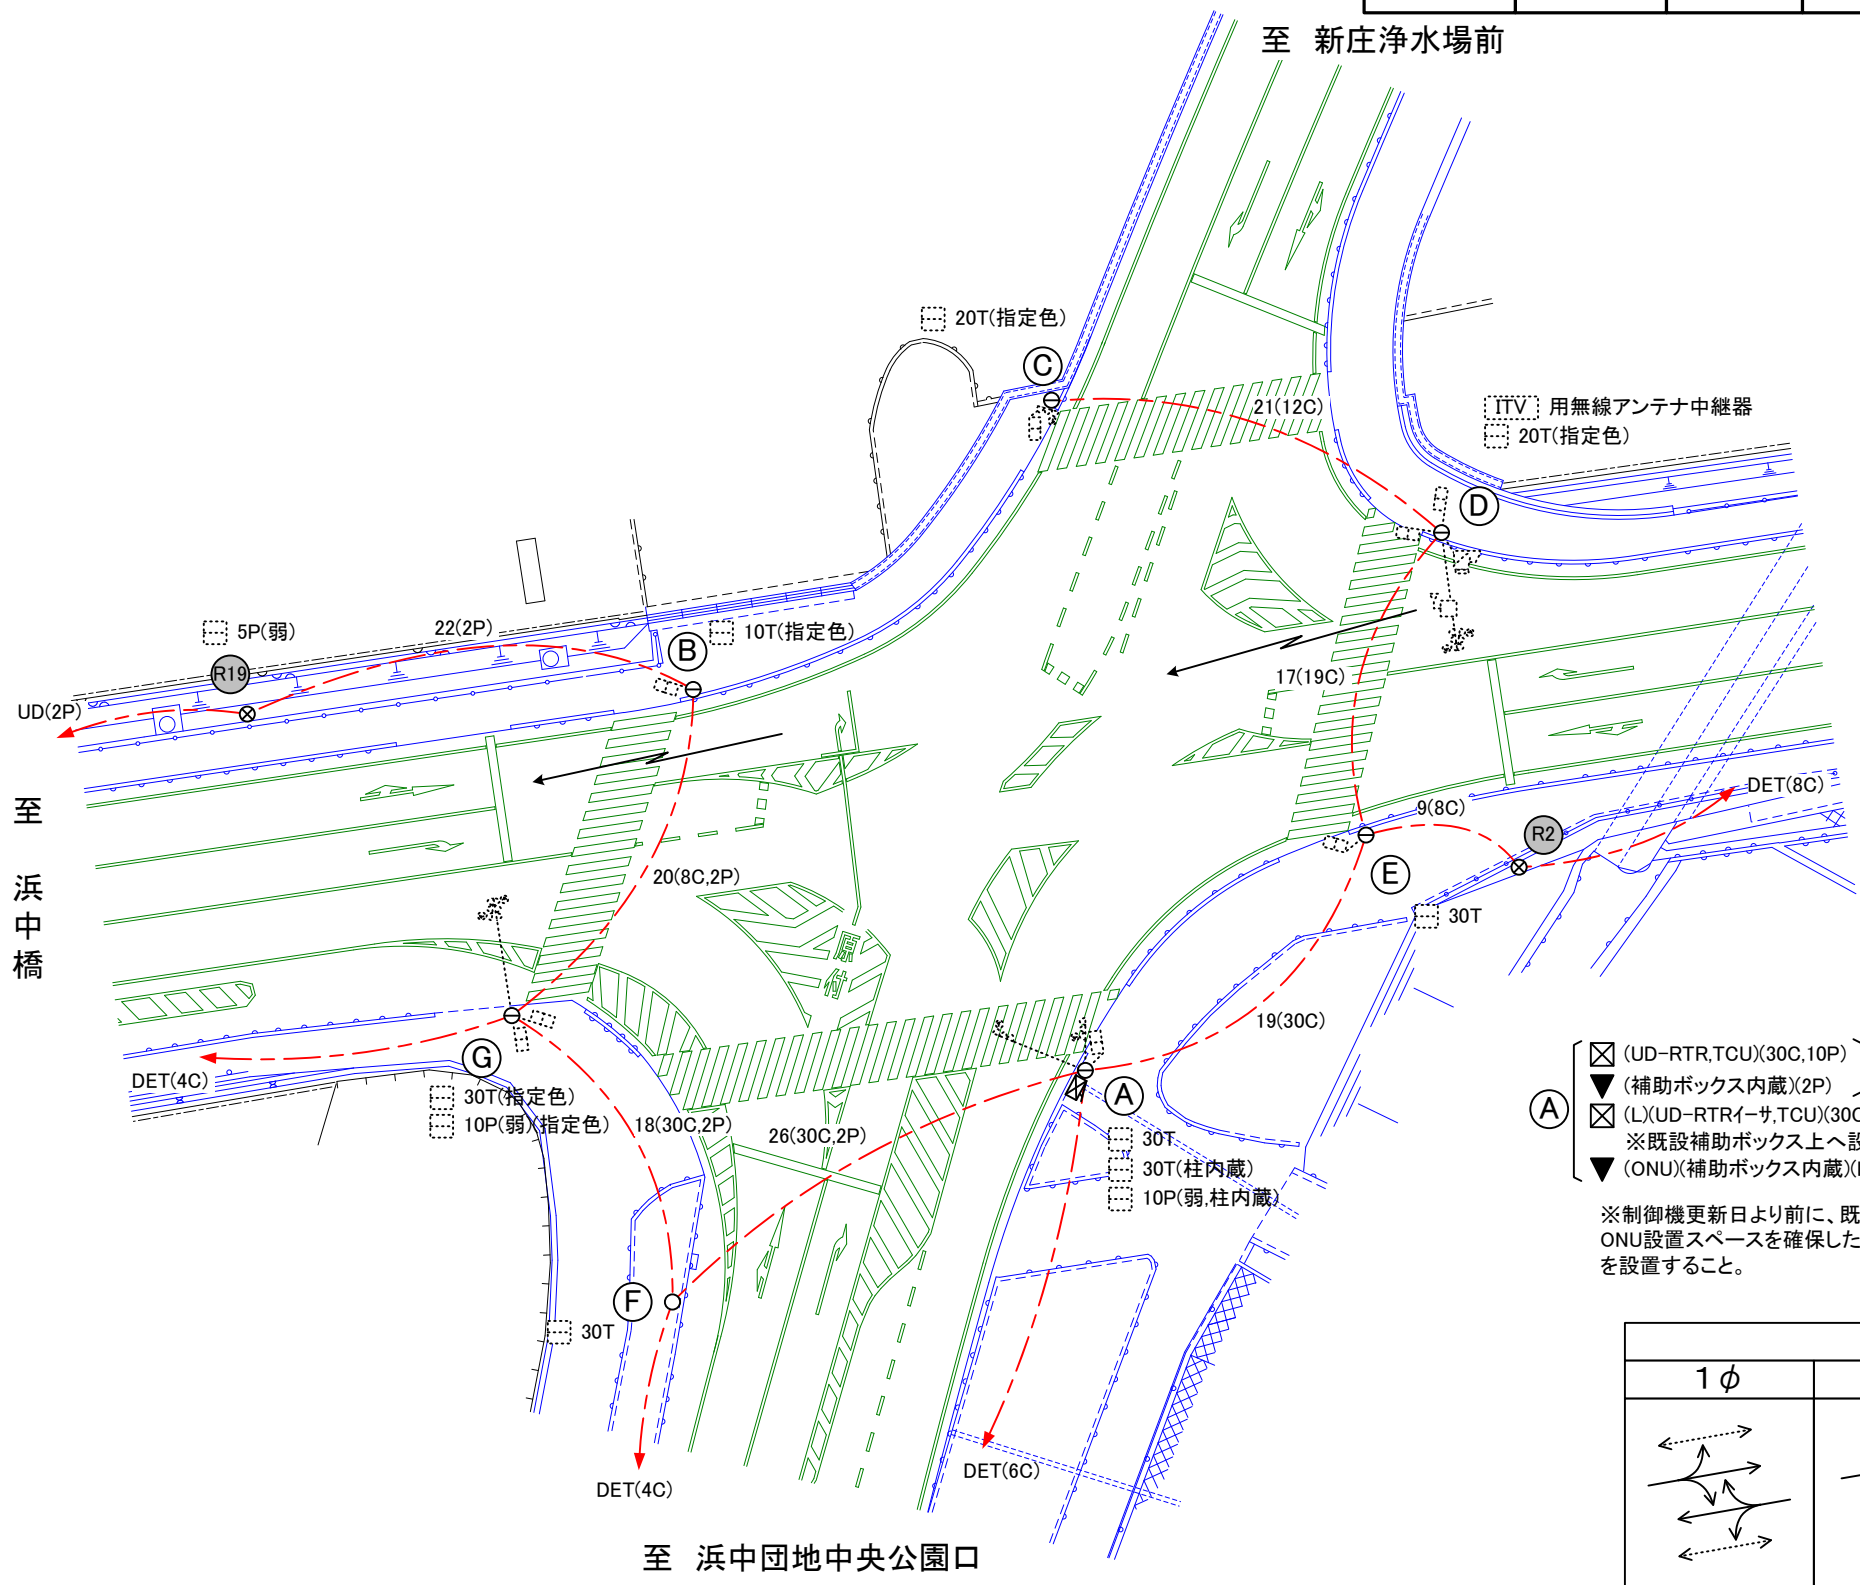 至 新庄浄水場前
20T(指定色)
C
21(12C)
ITV 用無線アンテナ中継器
20T(指定色)
D
5P(弱)
22(2P)
10T(指定色)
B
R19
UD(2P)
17(19C)
至 浜中橋
DET(8C)
9(8C)
R2
E
20(8C,2P)
30T
19(30C)
G
DET(4C)
30T(指定色)
10P(弱)(指定色)
18(30C,2P)
26(30C,2P)
A
30T
30T(柱内蔵)
10P(弱,柱内蔵)
A
(UD-RTR,TCU)(30C,10P)
(補助ボックス内蔵)(2P)
(L)(UD-RTRイーサ,TCU)(30C
※既設補助ボックス上へ設
(ONU)(補助ボックス内蔵)(
※制御機更新日より前に、既
ONU設置スペースを確保した
を設置すること。
F
30T
DET(4C)
DET(6C)
1φ
至 浜中団地中央公園口